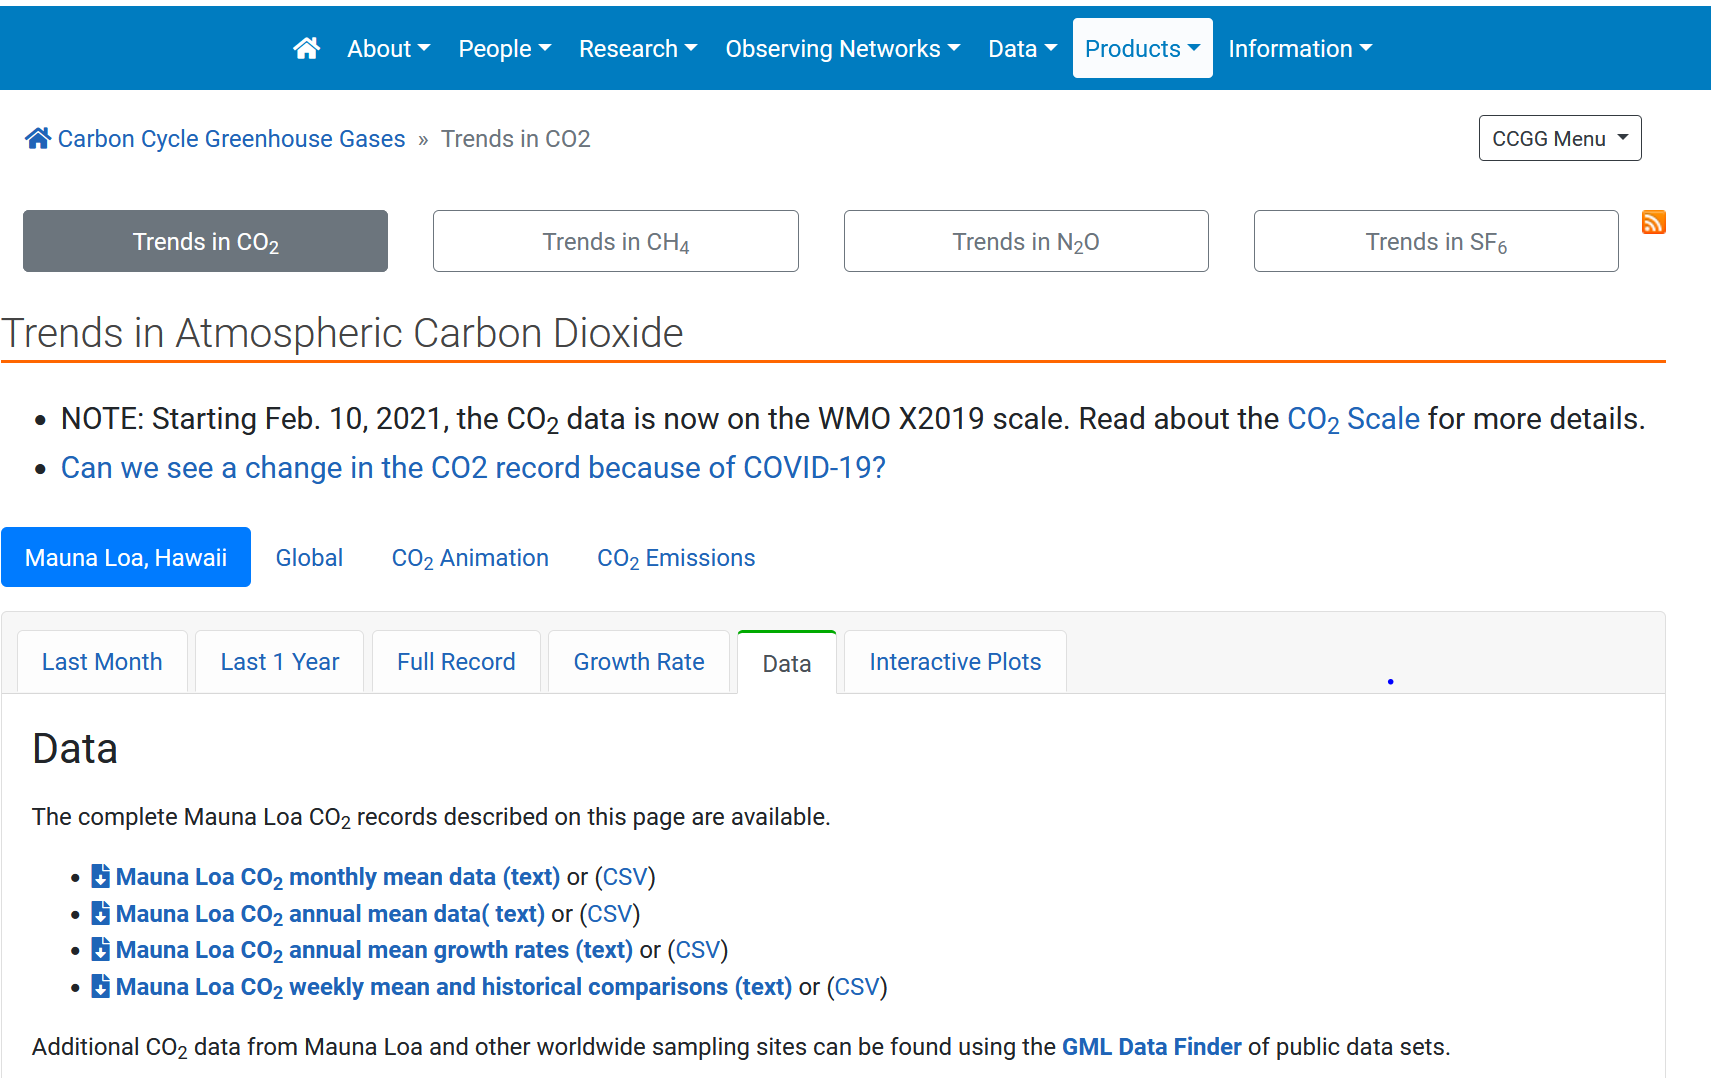 About People Research Observing Networks Data Products Information
Carbon Cycle Greenhouse Gases » Trends in CO2
CCGG Menu
Trends in CO₂ Trends in CH₄ Trends in N₂O Trends in SF₆
Trends in Atmospheric Carbon Dioxide
• NOTE: Starting Feb. 10, 2021, the CO₂ data is now on the WMO X2019 scale. Read about the CO₂ Scale for more details.
• Can we see a change in the CO2 record because of COVID-19?
Mauna Loa, Hawaii Global CO₂ Animation CO₂ Emissions
Last Month Last 1 Year Full Record Growth Rate Data Interactive Plots
Data
The complete Mauna Loa CO₂ records described on this page are available.
• Mauna Loa CO₂ monthly mean data (text) or (CSV)
• Mauna Loa CO₂ annual mean data( text) or (CSV)
• Mauna Loa CO₂ annual mean growth rates (text) or (CSV)
• Mauna Loa CO₂ weekly mean and historical comparisons (text) or (CSV)
Additional CO₂ data from Mauna Loa and other worldwide sampling sites can be found using the GML Data Finder of public data sets.